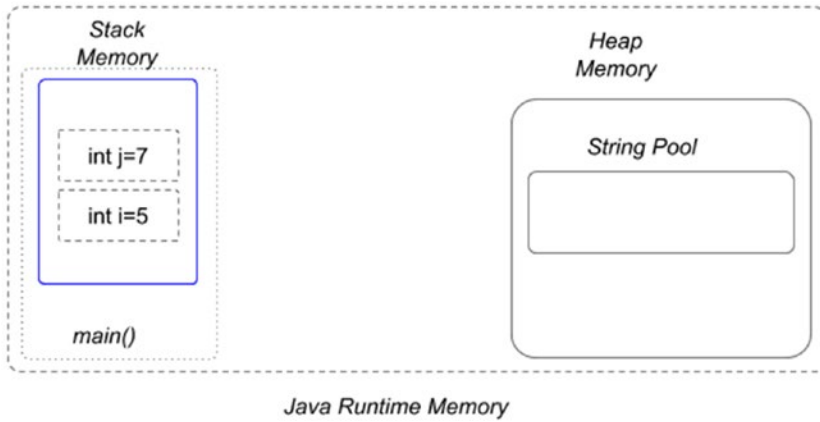 Stack
Memory
Heap
Memory
int j=7
int i=5
String Pool
main()
Java Runtime Memory